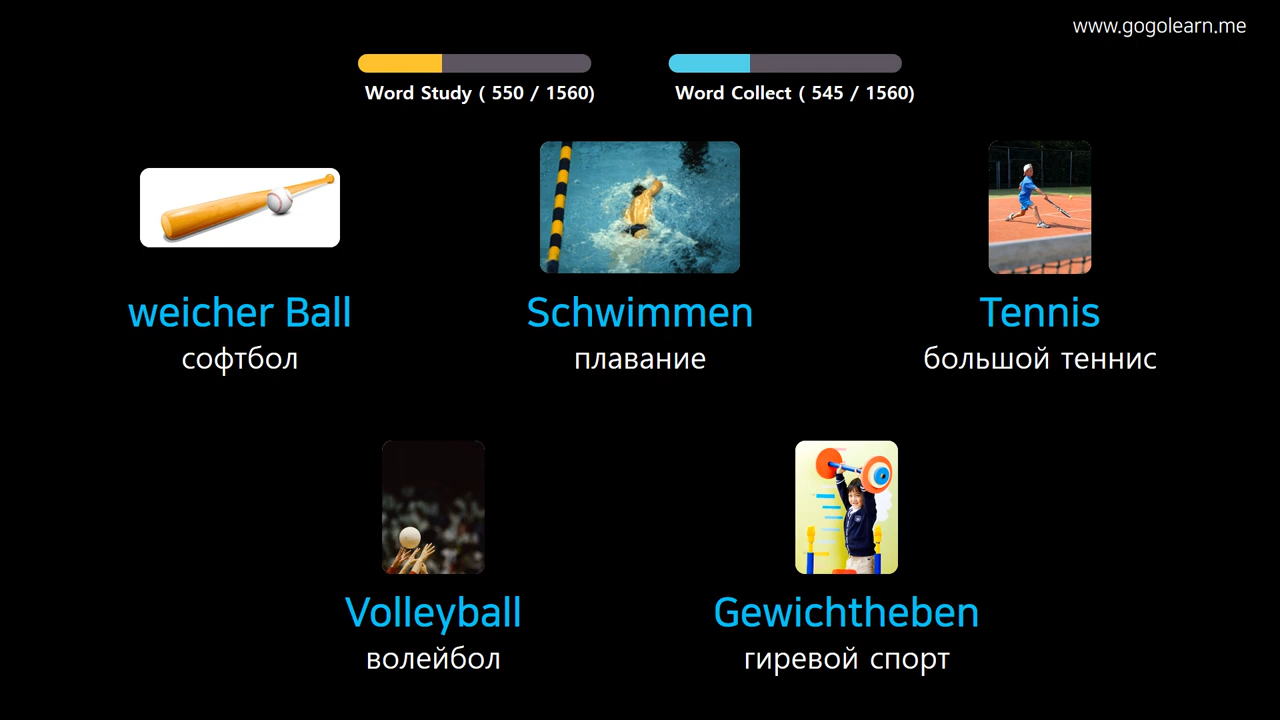 www.gogolearn.me
Word Study ( 550 / 1560)
Word Collect ( 545 / 1560)
weicher Ball
софтбол
Schwimmen
плавание
Tennis
большой теннис
Volleyball
волейбол
Gewichtheben
гиревой спорт